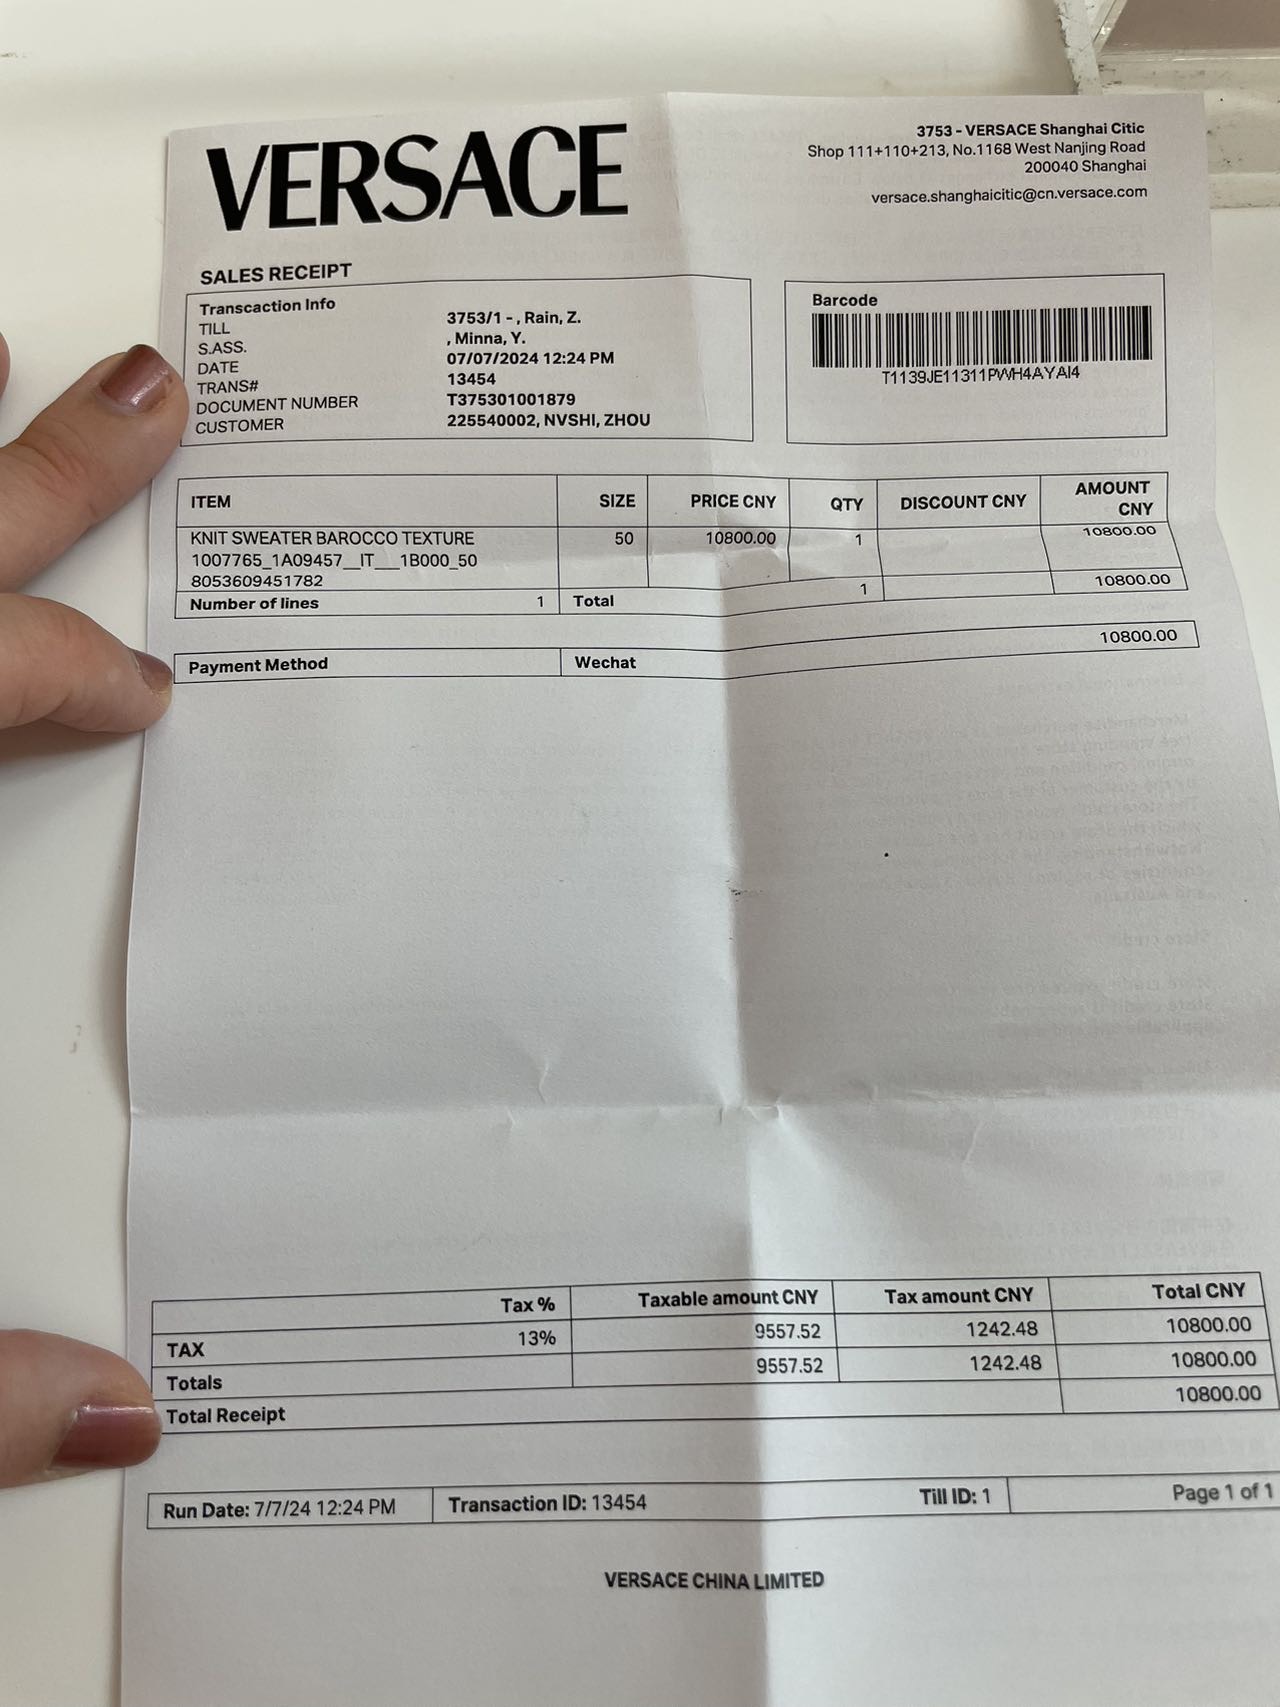 VERSACE
3753 - VERSACE Shanghai Citic
Shop 111+110+213, No.1168 West Nanjing Road
200040 Shanghai
versace.shanghaicitic@cn.versace.com
SALES RECEIPT
Transcaction Info
TILL 3753/1 - , Rain, Z.
S.ASS. , Minna, Y.
DATE 07/07/2024 12:24 PM
TRANS# 13454
DOCUMENT NUMBER T375301001879
CUSTOMER 225540002, NVSHI, ZHOU
Barcode
T1139JE11311PWH4AYAI4
ITEM SIZE PRICE CNY QTY DISCOUNT CNY AMOUNT CNY
KNIT SWEATER BAROCCO TEXTURE 50 10800.00 1 10800.00
1007765_1A09457__IT___1B000_50
8053609451782
Number of lines 1 Total 1 10800.00
Payment Method Wechat 10800.00
Tax % Taxable amount CNY Tax amount CNY Total CNY
TAX 13% 9557.52 1242.48 10800.00
Totals 9557.52 1242.48 10800.00
Total Receipt 10800.00
Run Date: 7/7/24 12:24 PM Transaction ID: 13454 Till ID: 1 Page 1 of 1
VERSACE CHINA LIMITED